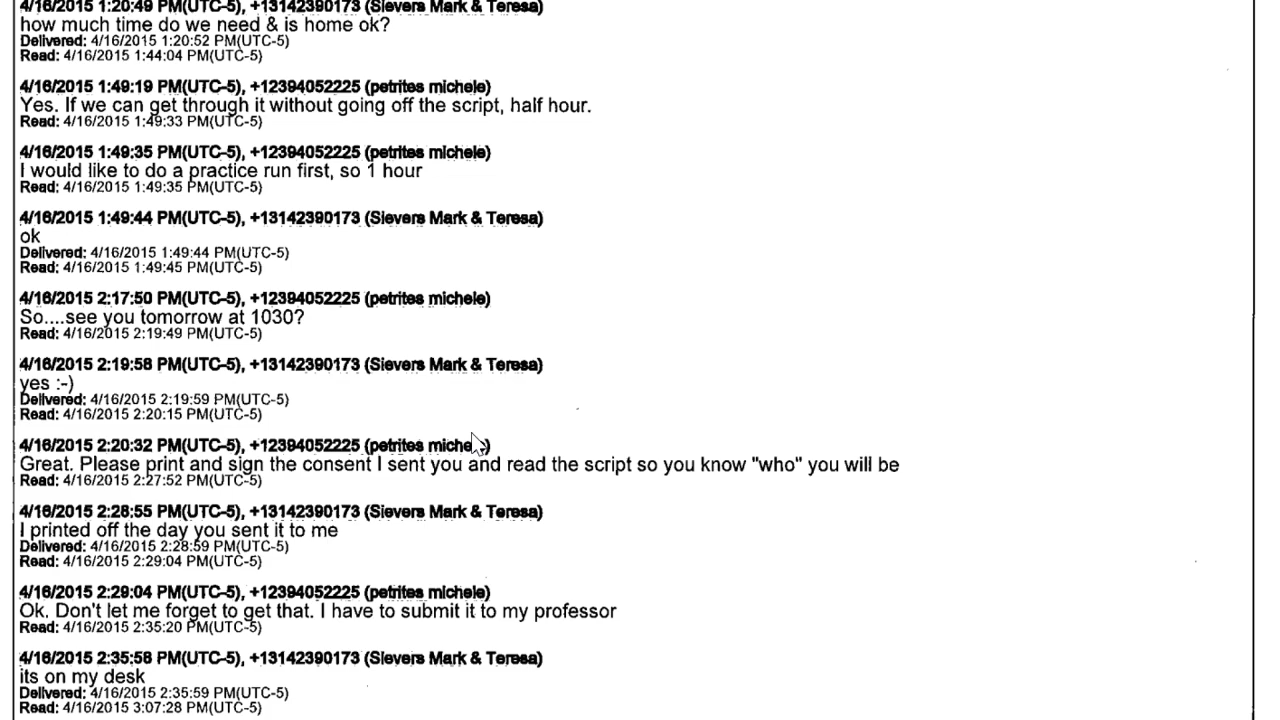 4/16/2015 1:20:49 PM(UTC-5), +13142390173 (Sievers Mark & Teresa)
how much time do we need & is home ok?
Delivered: 4/16/2015 1:20:52 PM(UTC-5)
Read: 4/16/2015 1:44:04 PM(UTC-5)
4/16/2015 1:49:19 PM(UTC-5), +12394052225 (petrites michele)
Yes. If we can get through it without going off the script, half hour.
Read: 4/16/2015 1:49:33 PM(UTC-5)
4/16/2015 1:49:35 PM(UTC-5), +12394052225 (petrites michele)
I would like to do a practice run first, so 1 hour
Read: 4/16/2015 1:49:35 PM(UTC-5)
4/16/2015 1:49:44 PM(UTC-5), +13142390173 (Sievers Mark & Teresa)
ok
Delivered: 4/16/2015 1:49:44 PM(UTC-5)
Read: 4/16/2015 1:49:45 PM(UTC-5)
4/16/2015 2:17:50 PM(UTC-5), +12394052225 (petrites michele)
So....see you tomorrow at 1030?
Read: 4/16/2015 2:19:49 PM(UTC-5)
4/16/2015 2:19:58 PM(UTC-5), +13142390173 (Sievers Mark & Teresa)
yes :-)
Delivered: 4/16/2015 2:19:59 PM(UTC-5)
Read: 4/16/2015 2:20:15 PM(UTC-5)
4/16/2015 2:20:32 PM(UTC-5), +12394052225 (petrites michele)
Great. Please print and sign the consent I sent you and read the script so you know "who" you will be
Read: 4/16/2015 2:27:52 PM(UTC-5)
4/16/2015 2:28:55 PM(UTC-5), +13142390173 (Sievers Mark & Teresa)
I printed off the day you sent it to me
Delivered: 4/16/2015 2:28:59 PM(UTC-5)
Read: 4/16/2015 2:29:04 PM(UTC-5)
4/16/2015 2:29:04 PM(UTC-5), +12394052225 (petrites michele)
Ok. Don't let me forget to get that. I have to submit it to my professor
Read: 4/16/2015 2:35:20 PM(UTC-5)
4/16/2015 2:35:58 PM(UTC-5), +13142390173 (Sievers Mark & Teresa)
its on my desk
Delivered: 4/16/2015 2:35:59 PM(UTC-5)
Read: 4/16/2015 3:07:28 PM(UTC-5)